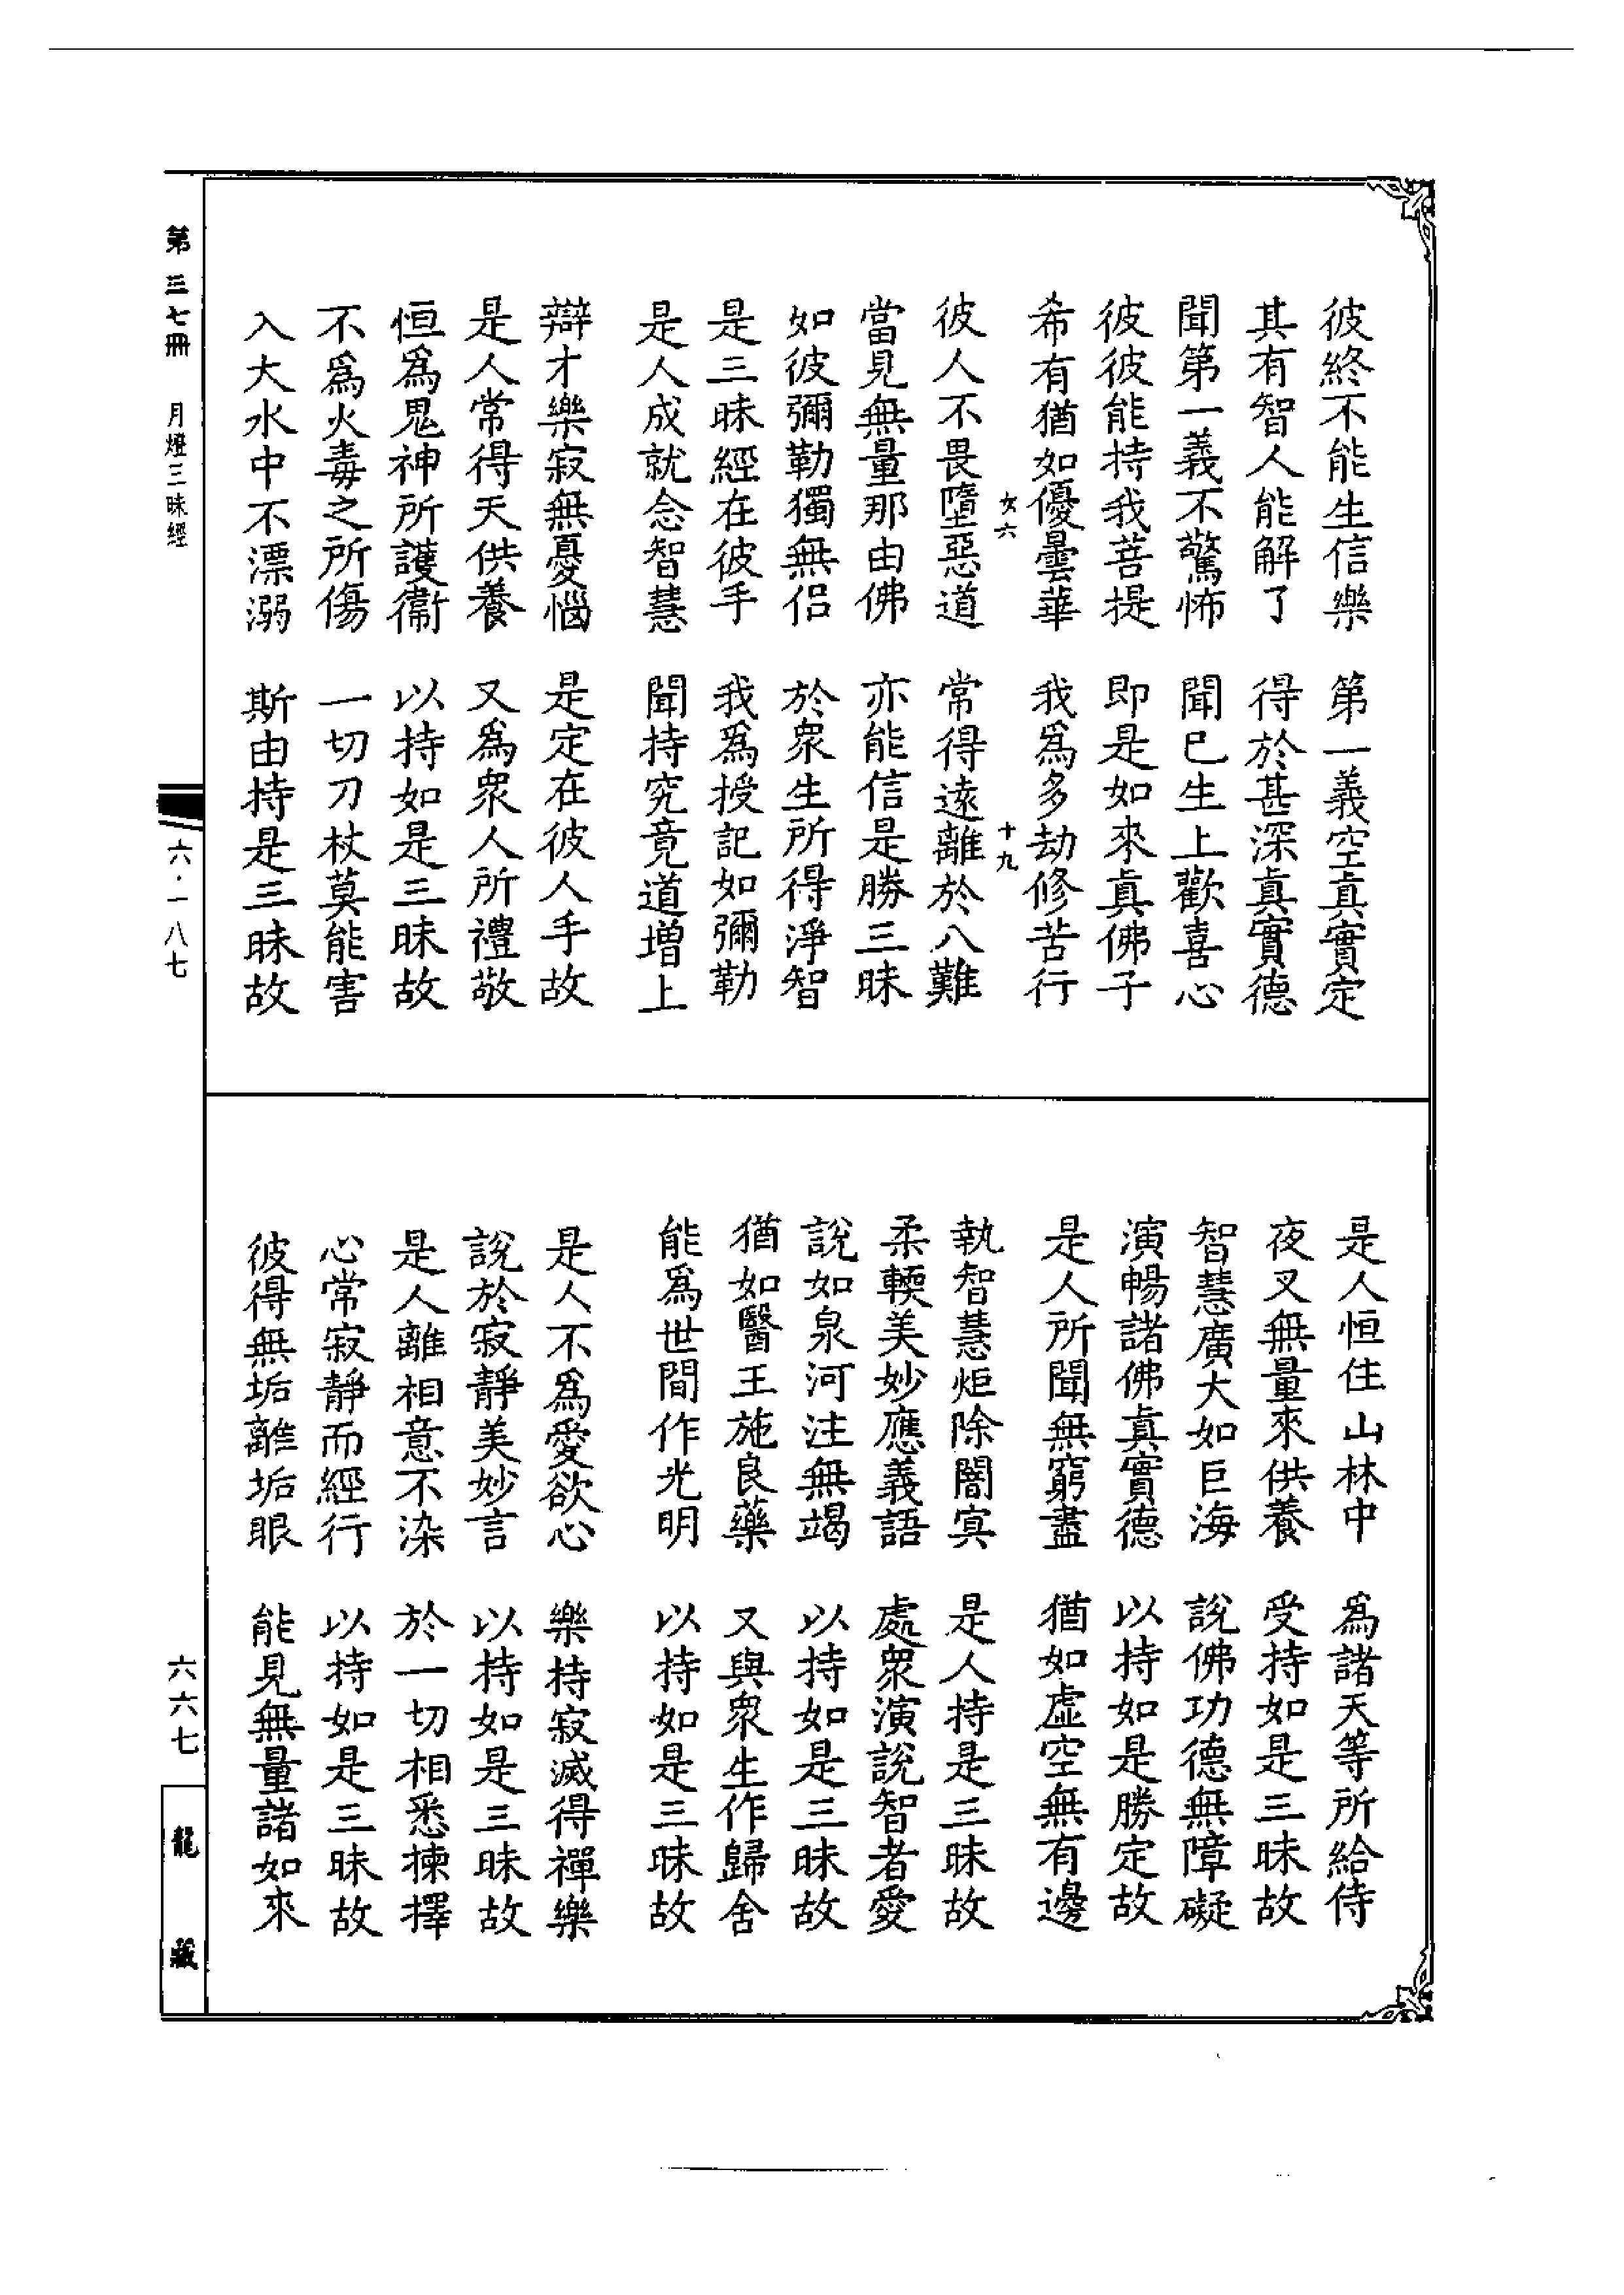 彼終不能生信樂　第一義空真實定
其有智人能解了　得於甚深真實德
聞第一義不驚怖　聞已生上歡喜心
彼彼能持我菩提　即是如來真佛子
希有猶如優曇華　我為多劫修苦行
女六　十九
彼人不畏墮惡道　常得遠離於八難
當見無量那由佛　亦能信是勝三昧
如彼彌勒獨無侶　於眾生所得淨智
是三昧經在彼手　我為授記如彌勒
是人成就念智慧　聞持究竟道增上
辯才樂寂無憂惱　是定在彼人手故
是人常得天供養　又為眾人所禮敬
恒為鬼神所護衞　以持如是三昧故
不為火毒之所傷　一切刀杖莫能害
入大水中不漂溺　斯由持是三昧故
是人恒住山林中　為諸天等所給侍
夜叉無量來供養　受持如是三昧故
智慧廣大如巨海　說佛功德無障礙
演暢諸佛真實德　以持如是勝定故
是人所聞無窮盡　猶如虛空無有邊
執智慧炬除闇冥　是人持是三昧故
柔輭美妙應義語　處眾演說智者愛
說如泉河注無竭　以持如是三昧故
猶如醫王施良藥　又與眾生作歸舍
能為世間作光明　以持如是三昧故
是人不為愛欲心　樂持寂滅得禪樂
說於寂靜美妙言　以持如是三昧故
是人離相意不染　於一切相悉揀擇
心常寂靜而經行　以持如是三昧故
彼得無垢離垢眼　能見無量諸如來
第三七冊　月燈三昧經
六·一八七
六六七
龍藏